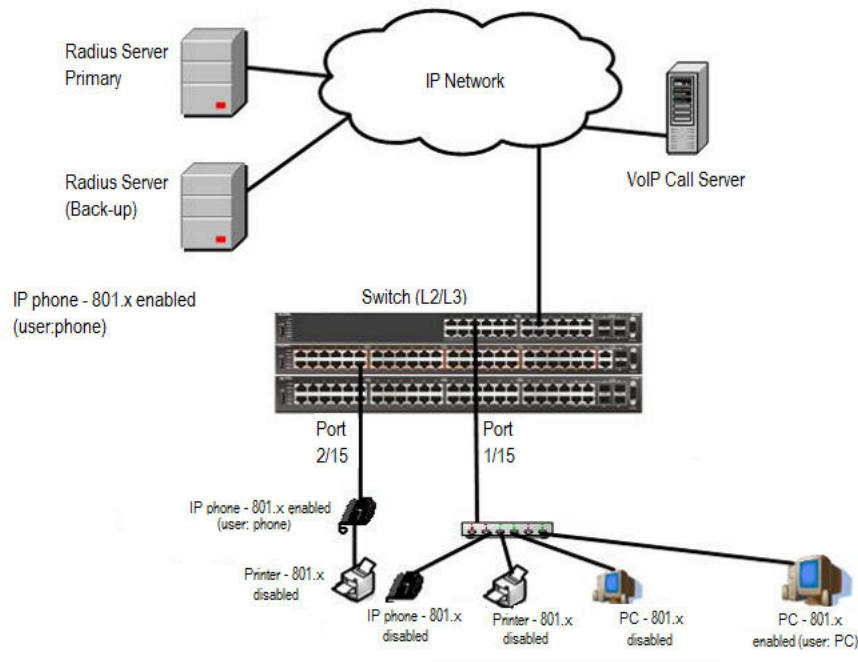 Radius Server
Primary
IP Network
Radius Server
(Back-up)
VoIP Call Server
IP phone - 801.x enabled
(user:phone)
Switch (L2/L3)
Port
2/15
Port
1/15
IP phone - 801.x enabled
(user: phone)
Printer - 801.x
disabled
IP phone - 801.x
disabled
Printer - 801.x
disabled
PC - 801.x
disabled
PC - 801.x
enabled (user: PC)